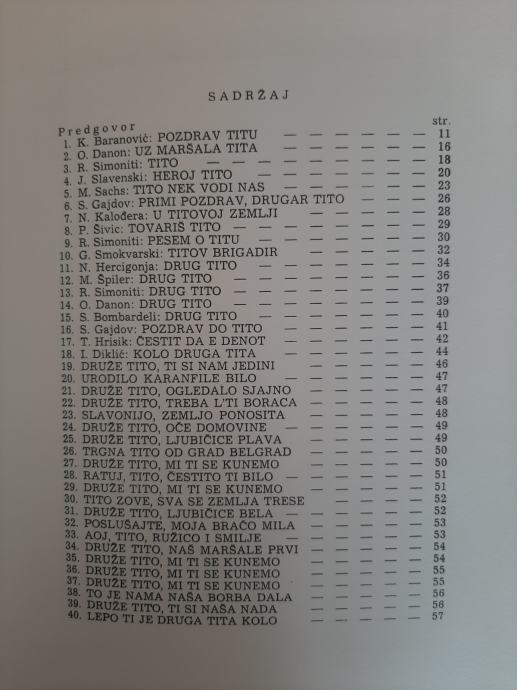 SADRŽAJ
Predgovor str.
1. K. Baranović: POZDRAV TITU — — — — — — 11
2. O. Danon: UZ MARŠALA TITA — — — — — — 16
3. R. Simoniti: TITO — — — — — — — — 18
4. J. Slavenski: HEROJ TITO — — — — — — — 20
5. M. Sachs: TITO NEK VODI NAS — — — — — — 23
6. S. Gajdov: PRIMI POZDRAV, DRUGAR TITO — — — — 26
7. N. Kalođera: U TITOVOJ ZEMLJI — — — — — — 28
8. P. Šivic: TOVARIŠ TITO — — — — — — — 29
9. R. Simoniti: PESEM O TITU — — — — — — — 30
10. G. Smokvarski: TITOV BRIGADIR — — — — — — 32
11. N. Hercigonja: DRUG TITO — — — — — — — 34
12. M. Špiler: DRUG TITO — — — — — — — — 36
13. R. Simoniti: DRUG TITO — — — — — — — 37
14. O. Danon: DRUG TITO — — — — — — — — 39
15. S. Bombardeli: DRUG TITO — — — — — — — 40
16. S. Gajdov: POZDRAV DO TITO — — — — — — 41
17. T. Hrisik: ČESTIT DA E DENOT — — — — — — 42
18. I. Diklić: KOLO DRUGA TITA — — — — — — 44
19. DRUŽE TITO, TI SI NAM JEDINI — — — — — 46
20. URODILO KARANFILE BILO — — — — — — 47
21. DRUŽE TITO, OGLEDALO SJAJNO — — — — — 47
22. DRUŽE TITO, TREBA L'TI BORACA — — — — — 48
23. SLAVONIJO, ZEMLJO PONOSITA — — — — — 48
24. DRUŽE TITO, OČE DOMOVINE — — — — — 49
25. DRUŽE TITO, LJUBIČICE PLAVA — — — — — 49
26. TRGNA TITO OD GRAD BELGRAD — — — — — 50
27. DRUŽE TITO, MI TI SE KUNEMO — — — — — 50
28. RATUJ, TITO, ČESTITO TI BILO — — — — — — 51
29. DRUŽE TITO, MI TI SE KUNEMO — — — — — 51
30. TITO ZOVE, SVA SE ZEMLJA TRESE — — — — — 52
31. DRUŽE TITO, LJUBIČICE BELA — — — — — — 52
32. POSLUŠAJTE, MOJA BRAĆO MILA — — — — — 53
33. AOJ, TITO, RUŽICO I SMILJE — — — — — — 53
34. DRUŽE TITO, NAŠ MARŠALE PRVI — — — — — 54
35. DRUŽE TITO, MI TI SE KUNEMO — — — — — 54
36. DRUŽE TITO, MI TI SE KUNEMO — — — — — 55
37. DRUŽE TITO, MI TI SE KUNEMO — — — — — 55
38. TO JE NAMA NAŠA BORBA DALA — — — — — 56
39. DRUŽE TITO, TI SI NAŠA NADA — — — — — 56
40. LEPO TI JE DRUGA TITA KOLO — — — — — 57